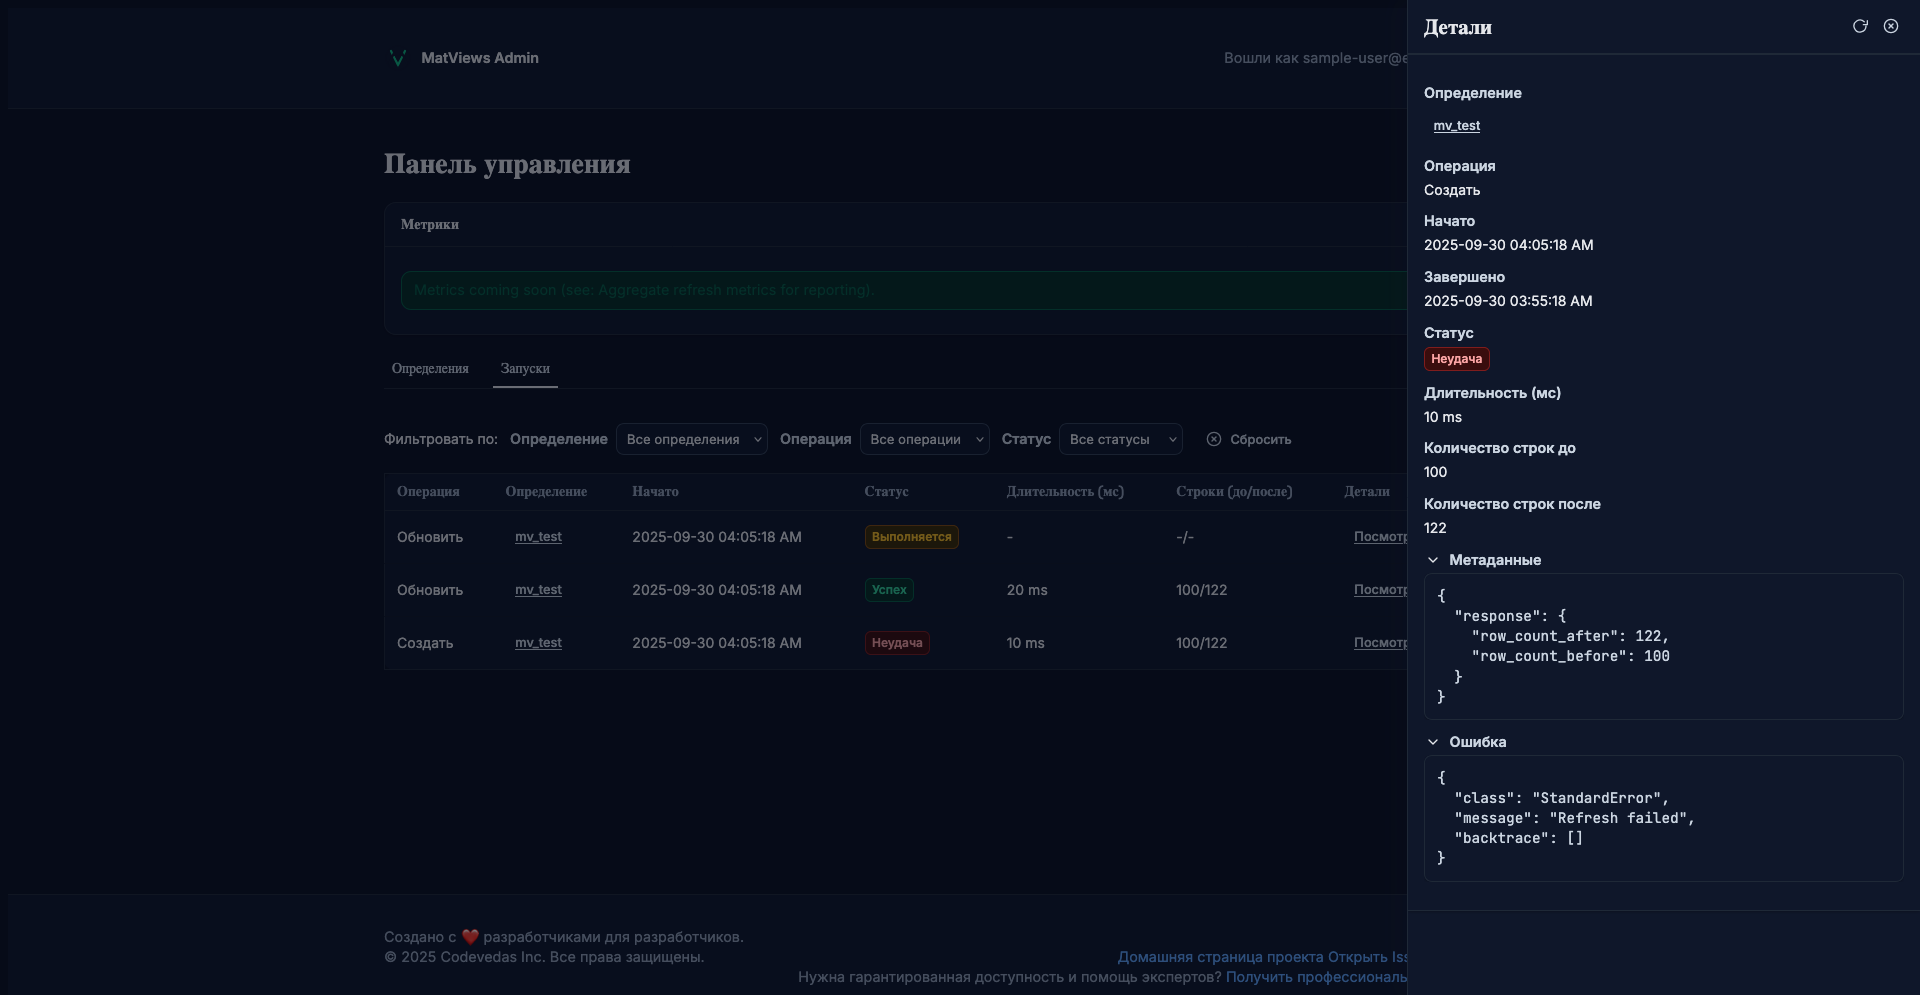 MatViews Admin
Вошли как sample-user@e
Панель управления
Метрики
Metrics coming soon (see: Aggregate refresh metrics for reporting).
Определения Запуски
Фильтровать по: Определение Все определения Операция Все операции Статус Все статусы Сбросить
Операция Определение Начато Статус Длительность (мс) Строки (до/после) Детали
Обновить mv_test 2025-09-30 04:05:18 AM Выполняется - -/- Посмотр
Обновить mv_test 2025-09-30 04:05:18 AM Успех 20 ms 100/122 Посмотр
Создать mv_test 2025-09-30 04:05:18 AM Неудача 10 ms 100/122 Посмотр
Создано с ❤️ разработчиками для разработчиков.
© 2025 Codevedas Inc. Все права защищены.
Домашняя страница проекта Открыть Iss
Нужна гарантированная доступность и помощь экспертов? Получить профессиональ
Детали
Определение
mv_test
Операция
Создать
Начато
2025-09-30 04:05:18 AM
Завершено
2025-09-30 03:55:18 AM
Статус
Неудача
Длительность (мс)
10 ms
Количество строк до
100
Количество строк после
122
Метаданные
{
  "response": {
    "row_count_after": 122,
    "row_count_before": 100
  }
}
Ошибка
{
  "class": "StandardError",
  "message": "Refresh failed",
  "backtrace": []
}